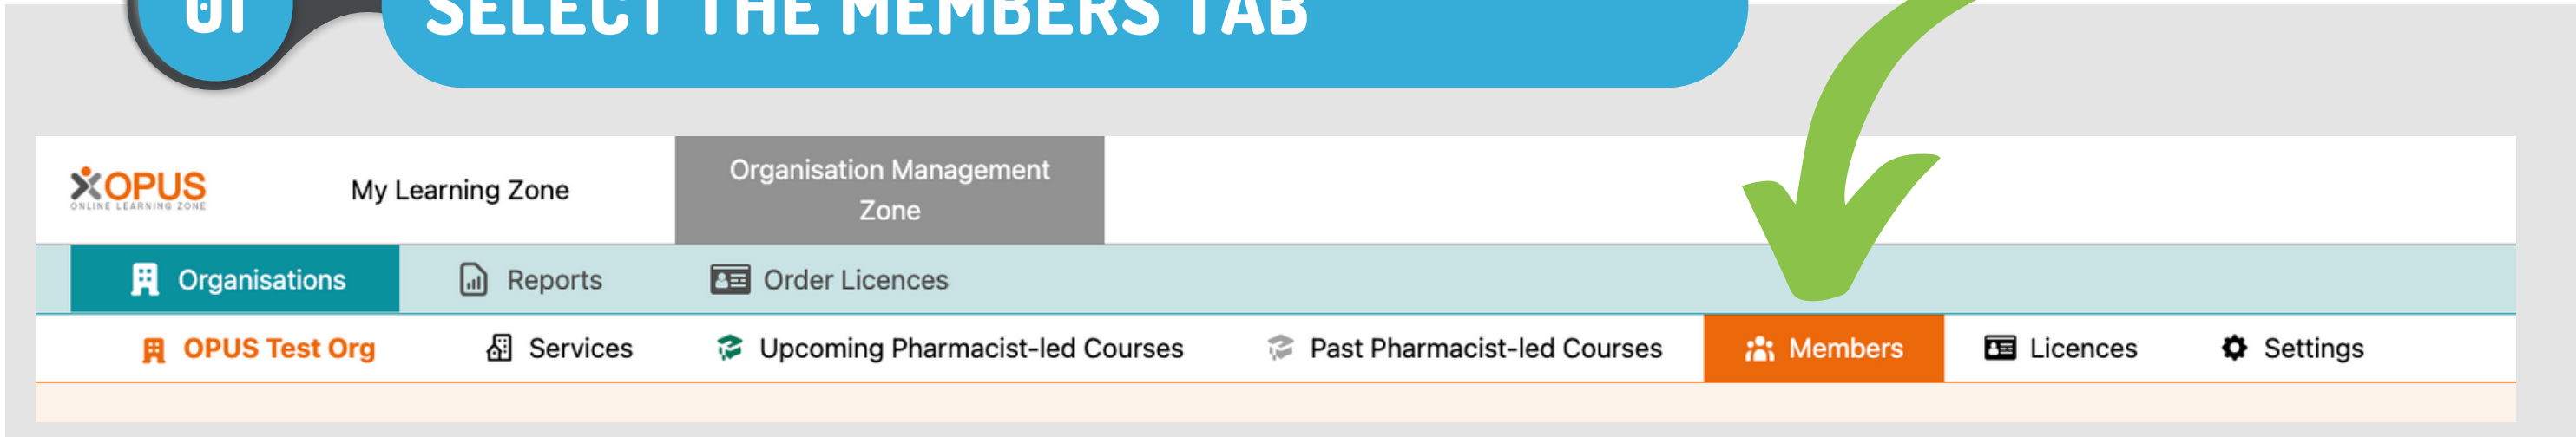 01
SELECT THE MEMBERS TAB
OPUS
ONLINE LEARNING ZONE
My Learning Zone
Organisation Management
Zone
Organisations
Reports
Order Licences
OPUS Test Org
Services
Upcoming Pharmacist-led Courses
Past Pharmacist-led Courses
Members
Licences
Settings